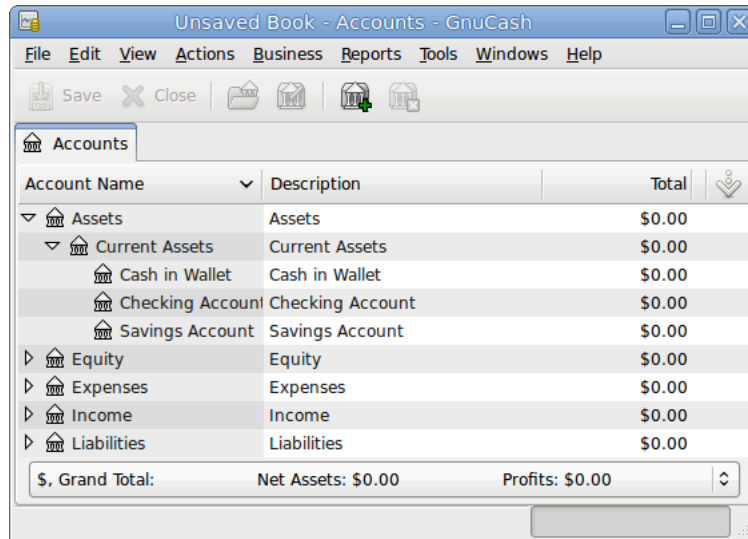 Unsaved Book - Accounts - GnuCash
File Edit View Actions Business Reports Tools Windows Help
Save Close
Accounts
Account Name Description Total
Assets Assets $0.00
Current Assets Current Assets $0.00
Cash in Wallet Cash in Wallet $0.00
Checking Account Checking Account $0.00
Savings Account Savings Account $0.00
Equity Equity $0.00
Expenses Expenses $0.00
Income Income $0.00
Liabilities Liabilities $0.00
$, Grand Total: Net Assets: $0.00 Profits: $0.00